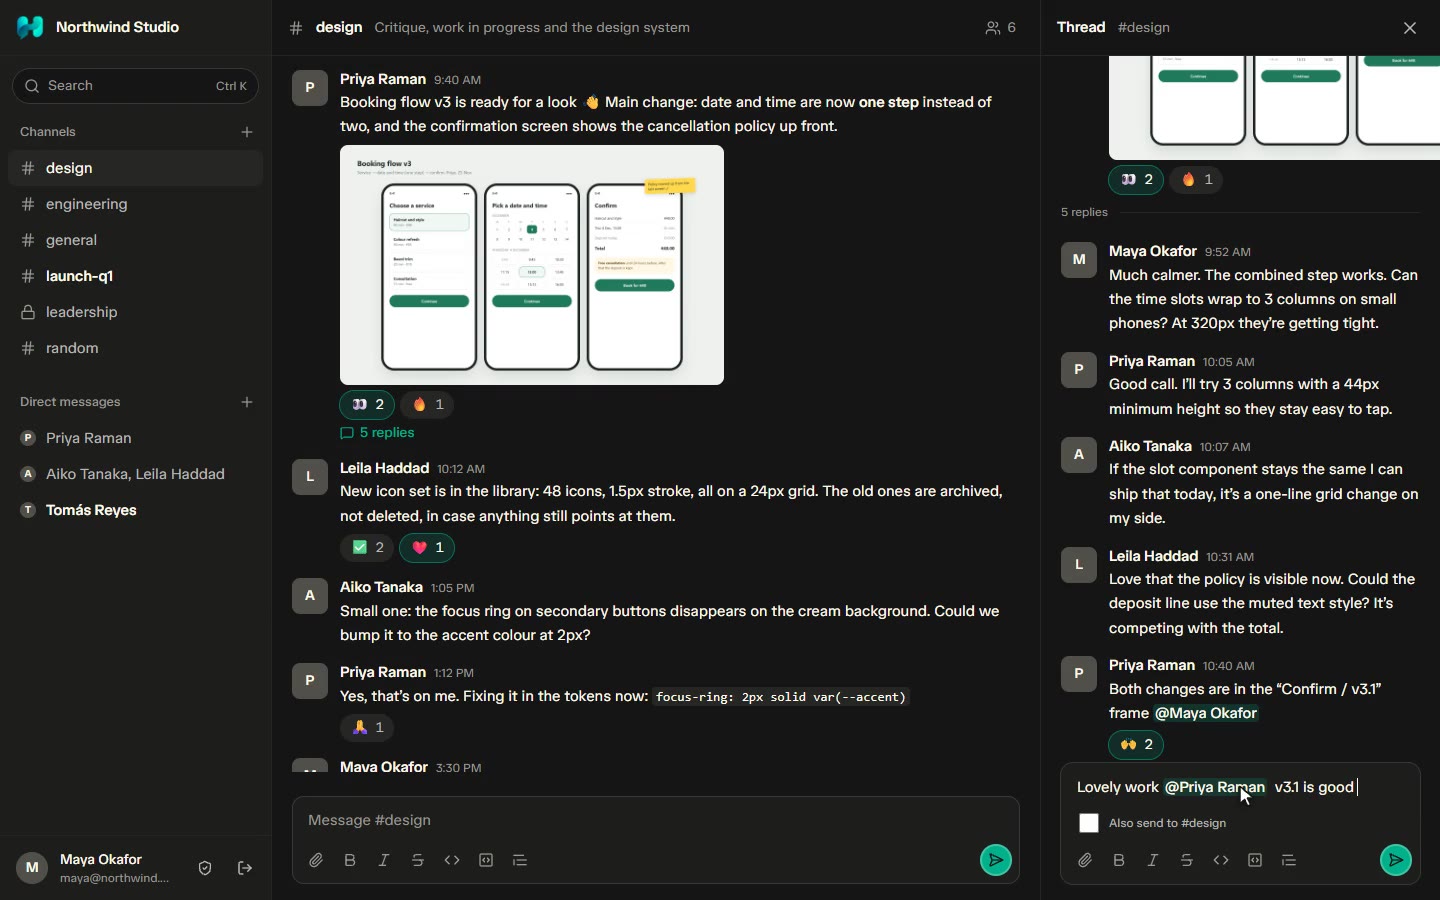 Northwind Studio
Search
Ctrl K
Channels
design
engineering
general
launch-q1
leadership
random
Direct messages
P Priya Raman
A Aiko Tanaka, Leila Haddad
T Tomás Reyes
M
Maya Okafor
maya@northwind....
# design Critique, work in progress and the design system
6
P
Priya Raman 9:40 AM
Booking flow v3 is ready for a look 👋 Main change: date and time are now one step instead of
two, and the confirmation screen shows the cancellation policy up front.
Booking flow v3
Choose a service
Haircut and style
Colour refresh
Beard trim
Consultation
Continue
Pick a date and time
Continue
Confirm
Haircut and style
Total
👀 2 🔥 1
5 replies
L
Leila Haddad 10:12 AM
New icon set is in the library: 48 icons, 1.5px stroke, all on a 24px grid. The old ones are archived,
not deleted, in case anything still points at them.
✅ 2 ❤️ 1
A
Aiko Tanaka 1:05 PM
Small one: the focus ring on secondary buttons disappears on the cream background. Could we
bump it to the accent colour at 2px?
P
Priya Raman 1:12 PM
Yes, that's on me. Fixing it in the tokens now: focus-ring: 2px solid var(--accent)
🙏 1
Maya Okafor 3:30 PM
Message #design
Thread #design
Continue
Continue
👀 2 🔥 1
5 replies
M
Maya Okafor 9:52 AM
Much calmer. The combined step works. Can
the time slots wrap to 3 columns on small
phones? At 320px they're getting tight.
P
Priya Raman 10:05 AM
Good call. I'll try 3 columns with a 44px
minimum height so they stay easy to tap.
A
Aiko Tanaka 10:07 AM
If the slot component stays the same I can
ship that today, it's a one-line grid change on
my side.
L
Leila Haddad 10:31 AM
Love that the policy is visible now. Could the
deposit line use the muted text style? It's
competing with the total.
P
Priya Raman 10:40 AM
Both changes are in the “Confirm / v3.1”
frame @Maya Okafor
🙌 2
Lovely work @Priya Raman v3.1 is good
Also send to #design